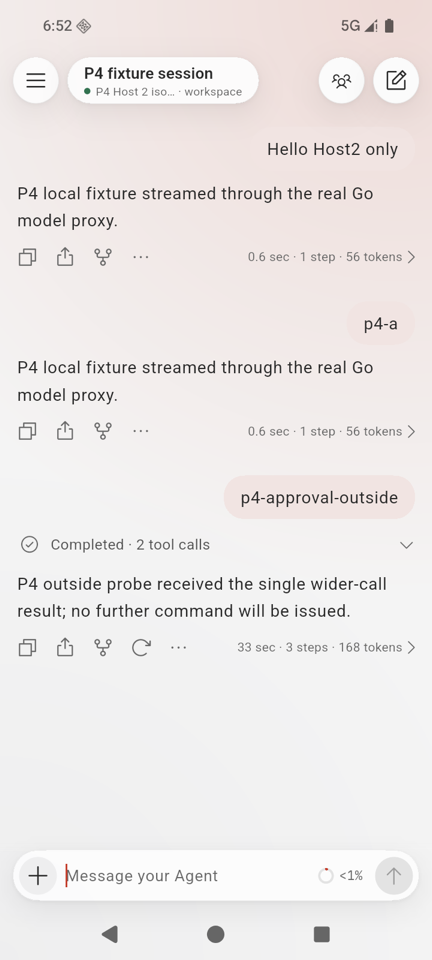 6:52
5G
P4 fixture session
P4 Host 2 iso... · workspace
Hello Host2 only
P4 local fixture streamed through the real Go
model proxy.
0.6 sec · 1 step · 56 tokens
p4-a
P4 local fixture streamed through the real Go
model proxy.
0.6 sec · 1 step · 56 tokens
p4-approval-outside
Completed · 2 tool calls
P4 outside probe received the single wider-call
result; no further command will be issued.
33 sec · 3 steps · 168 tokens
Message your Agent
<1%